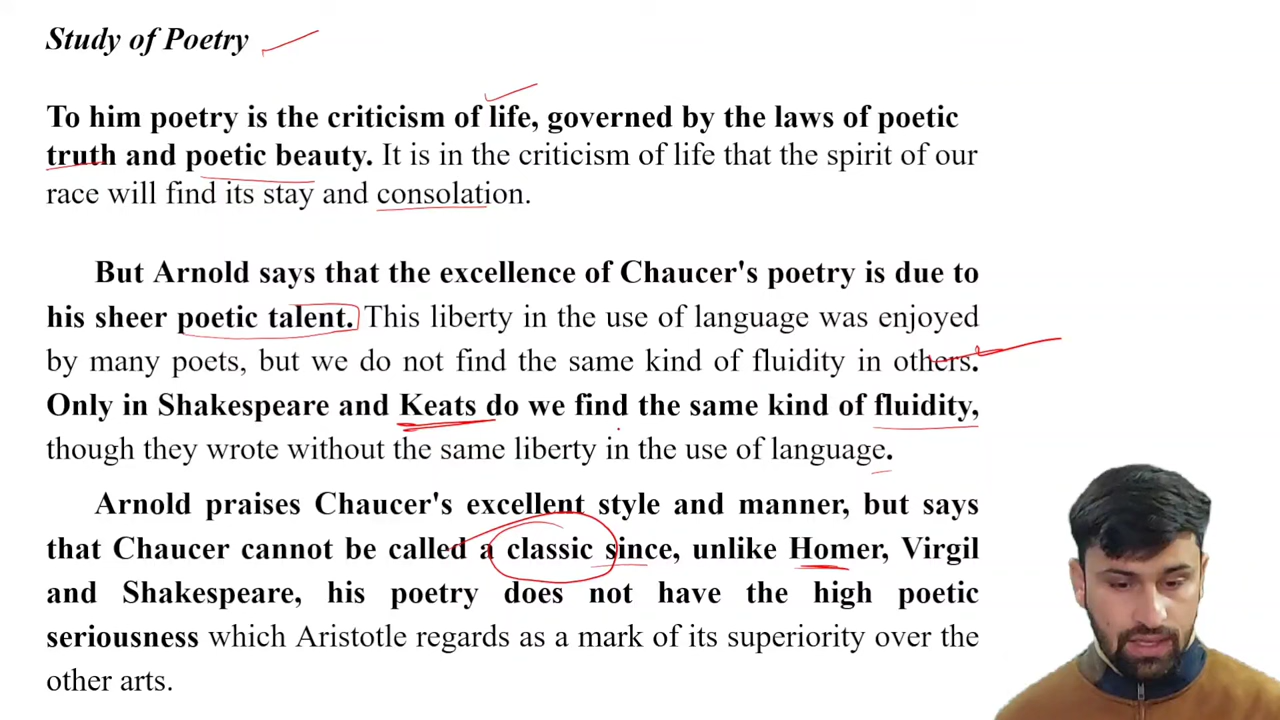 Study of Poetry
To him poetry is the criticism of life, governed by the laws of poetic
truth and poetic beauty. It is in the criticism of life that the spirit of our
race will find its stay and consolation.
But Arnold says that the excellence of Chaucer's poetry is due to
his sheer poetic talent. This liberty in the use of language was enjoyed
by many poets, but we do not find the same kind of fluidity in others.
Only in Shakespeare and Keats do we find the same kind of fluidity,
though they wrote without the same liberty in the use of language.
Arnold praises Chaucer's excellent style and manner, but says
that Chaucer cannot be called a classic since, unlike Homer, Virgil
and Shakespeare, his poetry does not have the high poetic
seriousness which Aristotle regards as a mark of its superiority over the
other arts.